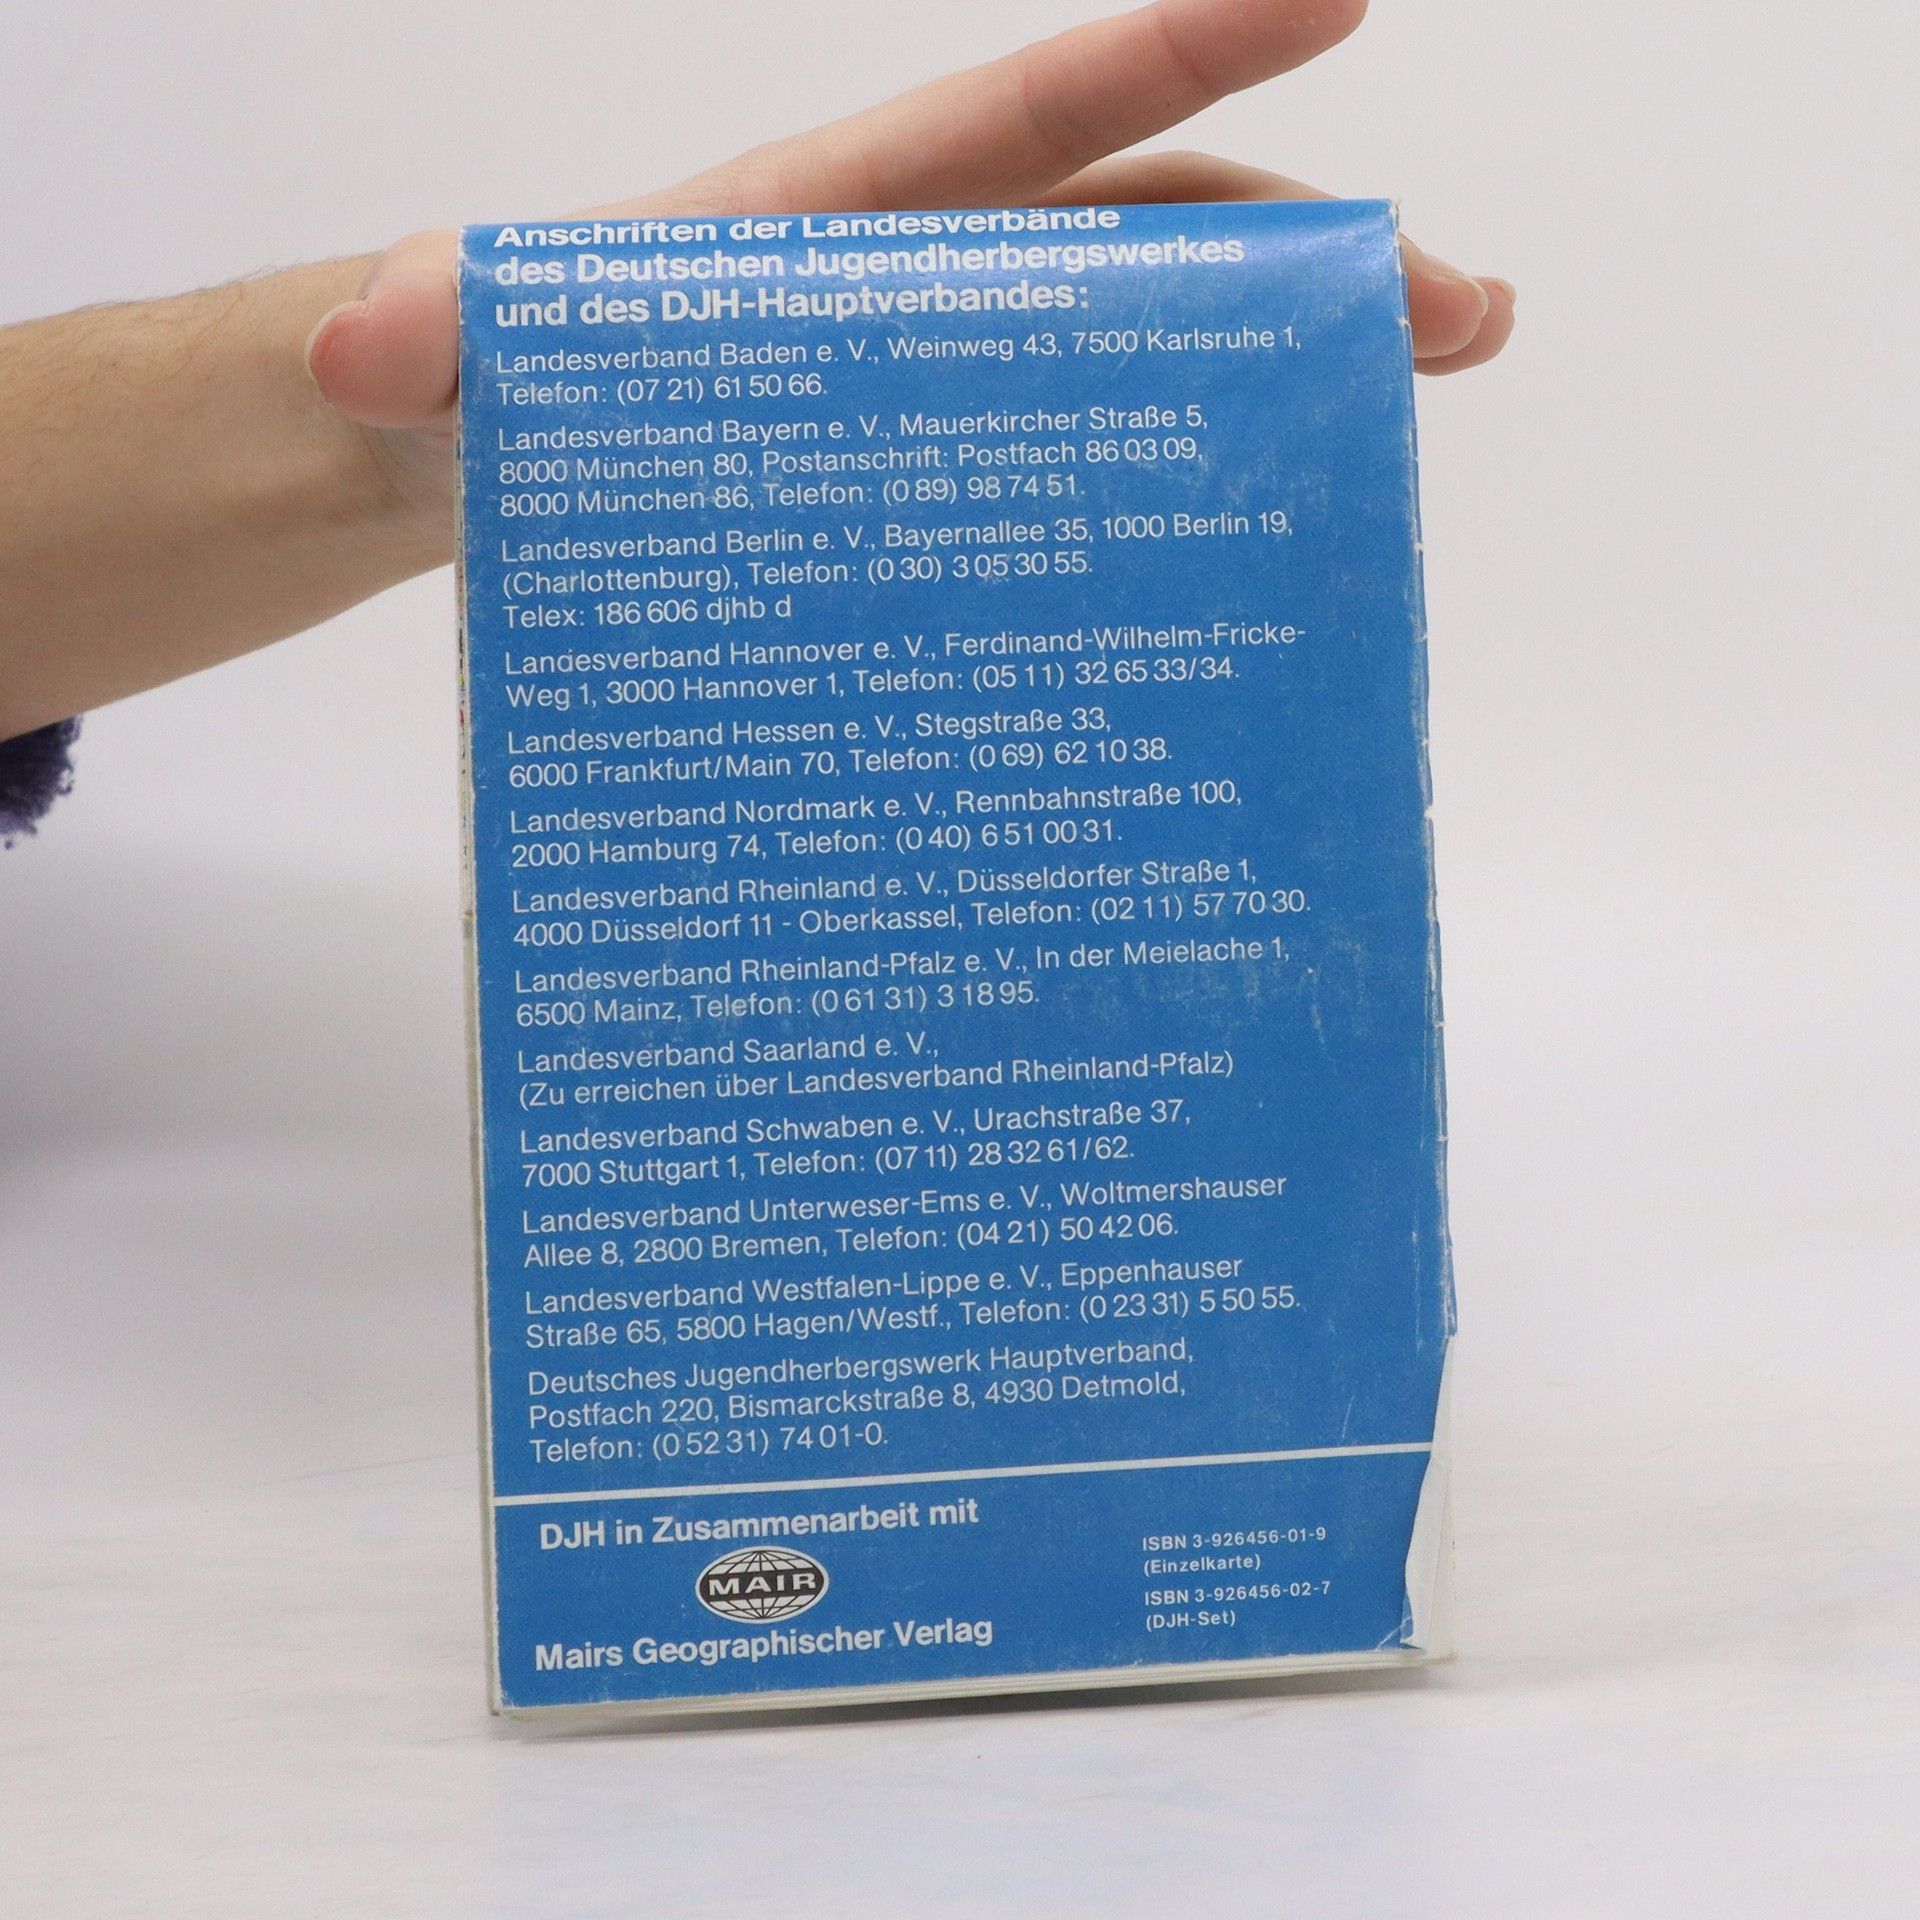 Anschriften der Landesverbände
des Deutschen Jugendherbergswerkes
und des DJH-Hauptverbandes:
Landesverband Baden e. V., Weinweg 43, 7500 Karlsruhe 1,
Telefon: (07 21) 61 50 66.
Landesverband Bayern e. V., Mauerkircher Straße 5,
8000 München 80, Postanschrift: Postfach 86 03 09,
8000 München 86, Telefon: (0 89) 98 74 51.
Landesverband Berlin e. V., Bayernallee 35, 1000 Berlin 19,
(Charlottenburg), Telefon: (0 30) 3 05 30 55.
Telex: 186 606 djhb d
Landesverband Hannover e. V., Ferdinand-Wilhelm-Fricke-
Weg 1, 3000 Hannover 1, Telefon: (05 11) 32 65 33/34.
Landesverband Hessen e. V., Stegstraße 33,
6000 Frankfurt/Main 70, Telefon: (0 69) 62 10 38.
Landesverband Nordmark e. V., Rennbahnstraße 100,
2000 Hamburg 74, Telefon: (0 40) 6 51 00 31.
Landesverband Rheinland e. V., Düsseldorfer Straße 1,
4000 Düsseldorf 11 - Oberkassel, Telefon: (02 11) 57 70 30.
Landesverband Rheinland-Pfalz e. V., In der Meielache 1,
6500 Mainz, Telefon: (0 61 31) 3 18 95.
Landesverband Saarland e. V.,
(Zu erreichen über Landesverband Rheinland-Pfalz)
Landesverband Schwaben e. V., Urachstraße 37,
7000 Stuttgart 1, Telefon: (07 11) 28 32 61/62.
Landesverband Unterweser-Ems e. V., Woltmershauser
Allee 8, 2800 Bremen, Telefon: (04 21) 50 42 06.
Landesverband Westfalen-Lippe e. V., Eppenhauser
Straße 65, 5800 Hagen/Westf., Telefon: (0 23 31) 5 50 55.
Deutsches Jugendherbergswerk Hauptverband,
Postfach 220, Bismarckstraße 8, 4930 Detmold,
Telefon: (0 52 31) 74 01-0.
DJH in Zusammenarbeit mit
MAIR
Mairs Geographischer Verlag
ISBN 3-926456-01-9
(Einzelkarte)
ISBN 3-926456-02-7
(DJH-Set)